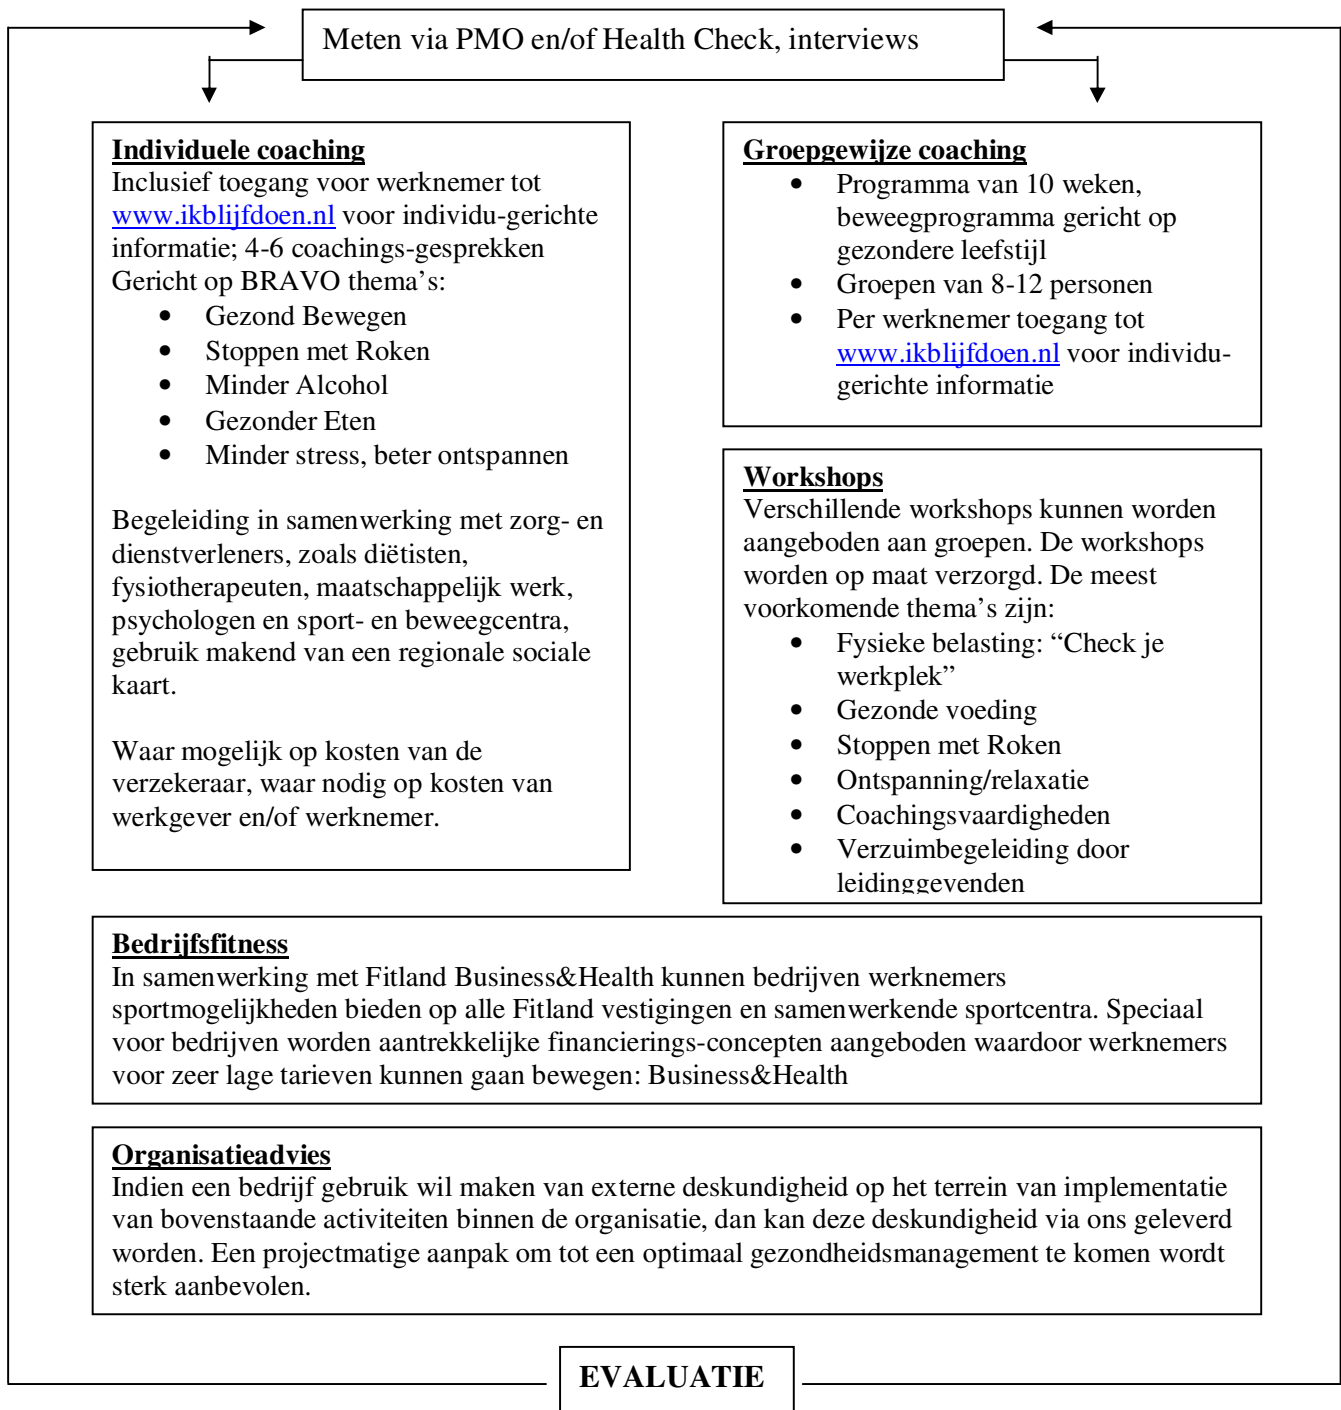 Meten via PMO en/of Health Check, interviews
Individuele coaching
Inclusief toegang voor werknemer tot
www.ikblijfdoen.nl voor individu-gerichte
informatie; 4-6 coachings-gesprekken
Gericht op BRAVO thema’s:
• Gezond Bewegen
• Stoppen met Roken
• Minder Alcohol
• Gezonder Eten
• Minder stress, beter ontspannen
Begeleiding in samenwerking met zorg- en
dienstverleners, zoals diëtisten,
fysiotherapeuten, maatschappelijk werk,
psychologen en sport- en beweegcentra,
gebruik makend van een regionale sociale
kaart.
Waar mogelijk op kosten van de
verzekeraar, waar nodig op kosten van
werkgever en/of werknemer.
Groepgewijze coaching
• Programma van 10 weken,
beweegprogramma gericht op
gezondere leefstijl
• Groepen van 8-12 personen
• Per werknemer toegang tot
www.ikblijfdoen.nl voor individu-
gerichte informatie
Workshops
Verschillende workshops kunnen worden
aangeboden aan groepen. De workshops
worden op maat verzorgd. De meest
voorkomende thema’s zijn:
• Fysieke belasting: “Check je
werkplek”
• Gezonde voeding
• Stoppen met Roken
• Ontspanning/relaxatie
• Coachingsvaardigheden
• Verzuimbegeleiding door
leidinggevenden
Bedrijfsfitness
In samenwerking met Fitland Business&Health kunnen bedrijven werknemers
sportmogelijkheden bieden op alle Fitland vestigingen en samenwerkende sportcentra. Speciaal
voor bedrijven worden aantrekkelijke financierings-concepten aangeboden waardoor werknemers
voor zeer lage tarieven kunnen gaan bewegen: Business&Health
Organisatieadvies
Indien een bedrijf gebruik wil maken van externe deskundigheid op het terrein van implementatie
van bovenstaande activiteiten binnen de organisatie, dan kan deze deskundigheid via ons geleverd
worden. Een projectmatige aanpak om tot een optimaal gezondheidsmanagement te komen wordt
sterk aanbevolen.
EVALUATIE